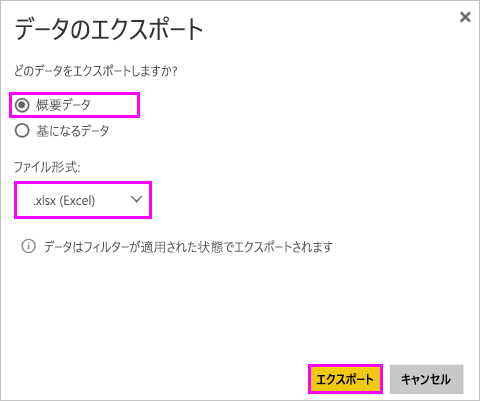 データのエクスポート
どのデータをエクスポートしますか?
概要データ
基になるデータ
ファイル形式:
.xlsx (Excel)
データはフィルターが適用された状態でエクスポートされます
エクスポート キャンセル